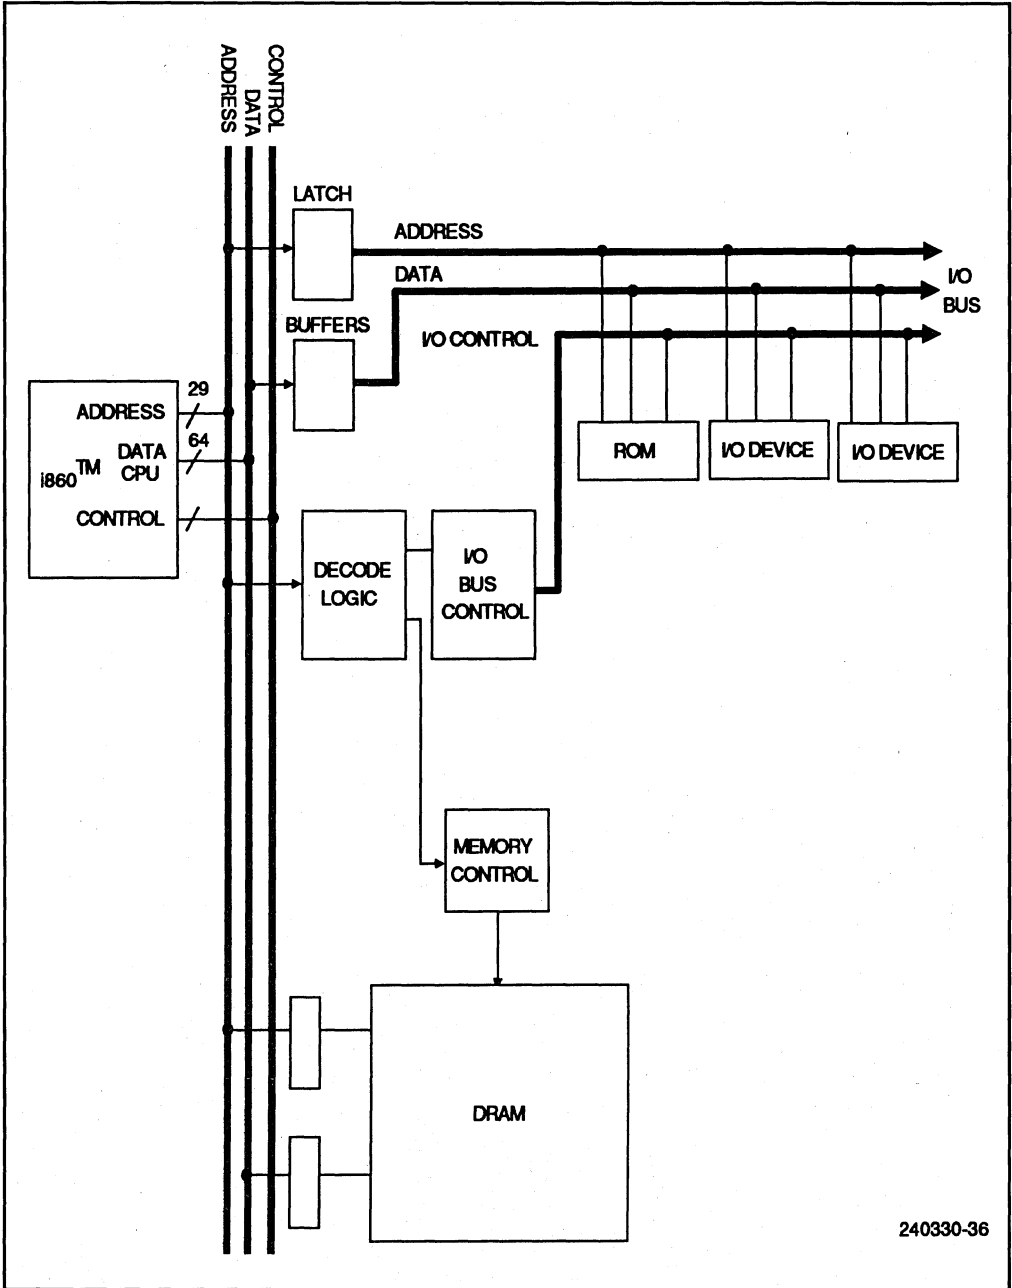 ADDRESS
DATA
CONTROL
LATCH
ADDRESS
DATA
I/O
BUS
BUFFERS
I/O CONTROL
29
ADDRESS
64
DATA
i860™ CPU
CONTROL
ROM
I/O DEVICE
I/O DEVICE
DECODE
LOGIC
I/O
BUS
CONTROL
MEMORY
CONTROL
DRAM
240330-36